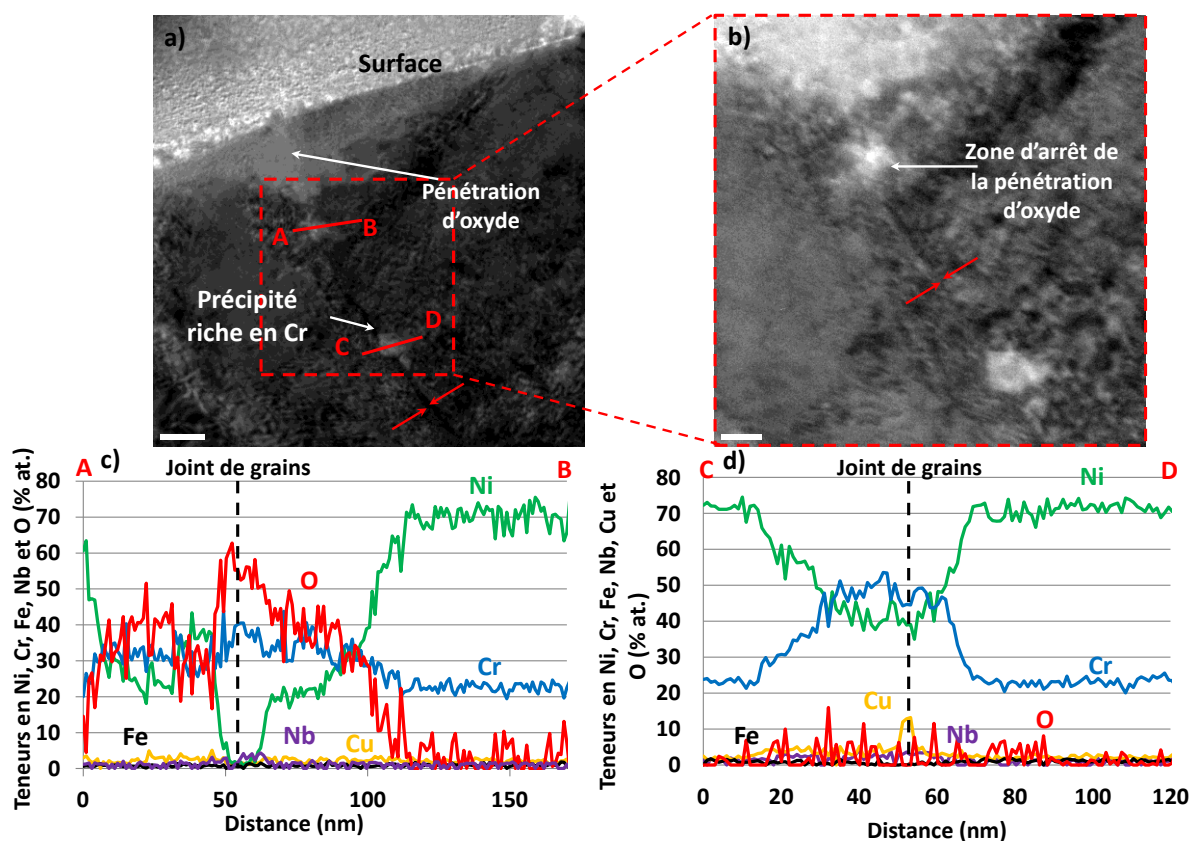 a)
Surface
Pénétration
d'oxyde
A
B
Précipité
riche en Cr
C
D
b)
Zone d'arrêt de
la pénétration
d'oxyde
A
c)
Joint de grains
B
Teneurs en Ni, Cr, Fe, Nb et O (% at.)
80
70
60
50
40
30
20
10
0
Ni
O
Cr
Fe
Nb
Cu
0
50
100
150
Distance (nm)
C
d)
Joint de grains
D
Teneurs en Ni, Cr, Fe, Nb, Cu et
O (% at.)
80
70
60
50
40
30
20
10
0
Ni
Cr
Cu
Fe
Nb
O
0
20
40
60
80
100
120
Distance (nm)